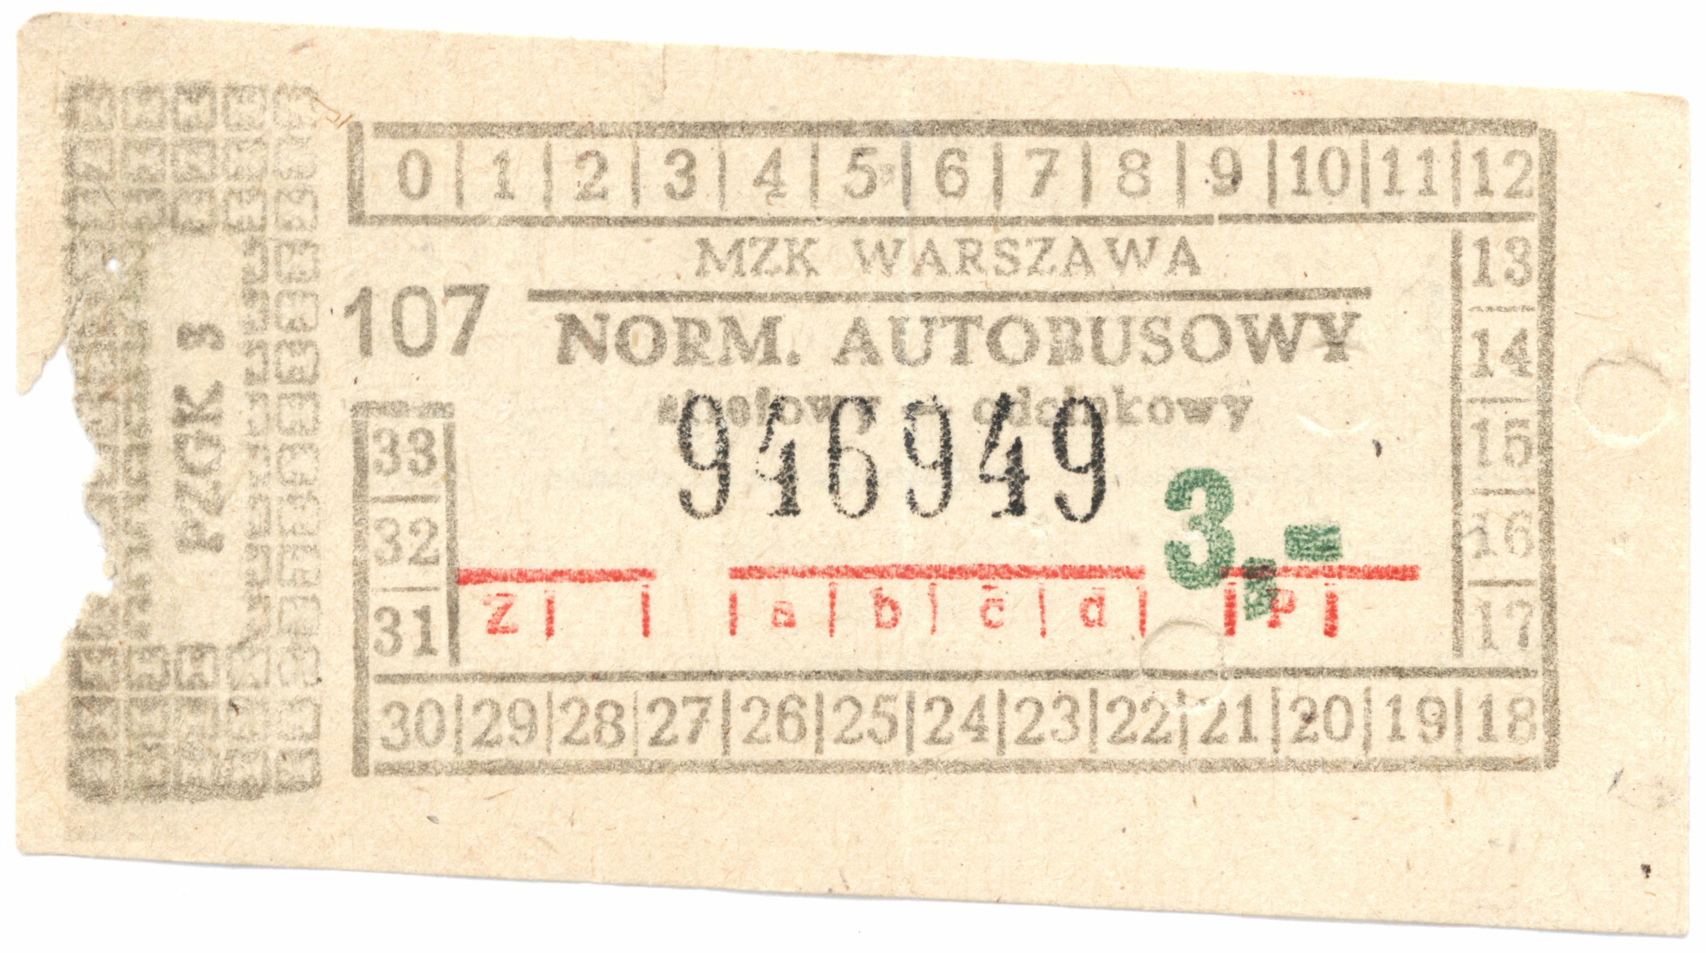 PZGK 3
0 | 1 | 2 | 3 | 4 | 5 | 6 | 7 | 8 | 9 | 10 | 11 | 12
MZK WARSZAWA
13
107
NORM. AUTOBUSOWY
14
strefowy - odcinkowy
33
946949
15
3,-
32
16
Z | | | a | b | c | d | | P |
31
17
30 | 29 | 28 | 27 | 26 | 25 | 24 | 23 | 22 | 21 | 20 | 19 | 18